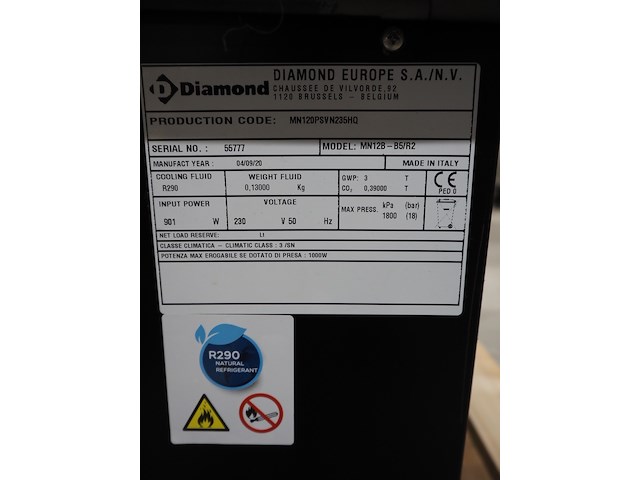 Diamond
DIAMOND EUROPE S.A./N.V.
CHAUSSEE DE VILVORDE,92
1120 BRUSSELS - BELGIUM
PRODUCTION CODE: MN120PSVN235HQ
SERIAL NO.: 55777 MODEL: MN12B-B5/R2
MANUFACT YEAR: 04/09/20 MADE IN ITALY
COOLING FLUID WEIGHT FLUID GWP: 3 T
R290 0,13000 Kg CO₂ 0,39000 T
CE
PED 0
INPUT POWER VOLTAGE MAX PRESS. kPa (bar)
901 W 230 V 50 Hz 1800 (18)
NET LOAD RESERVE: Lt
CLASSE CLIMATICA - CLIMATIC CLASS : 3 /SN
POTENZA MAX EROGABILE SE DOTATO DI PRESA : 1000W
R290
NATURAL
REFRIGERANT